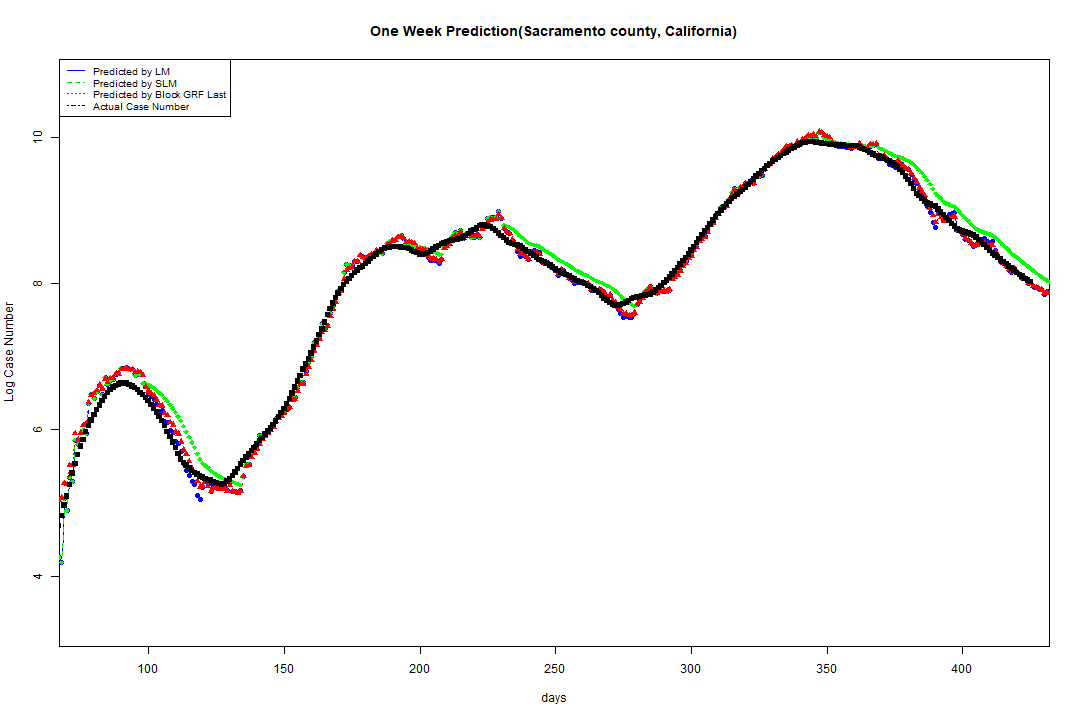 One Week Prediction(Sacramento county, California)
Predicted by LM
Predicted by SLM
Predicted by Block GRF Last
Actual Case Number
10
8
6
4
Log Case Number
100 150 200 250 300 350 400
days